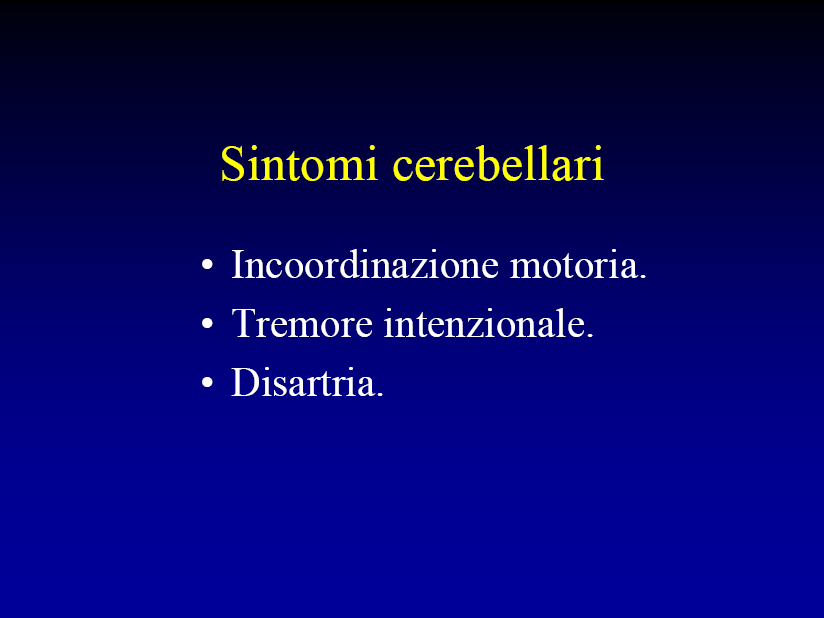 Sintomi cerebellari
• Incoordinazione motoria.
• Tremore intenzionale.
• Disartria.